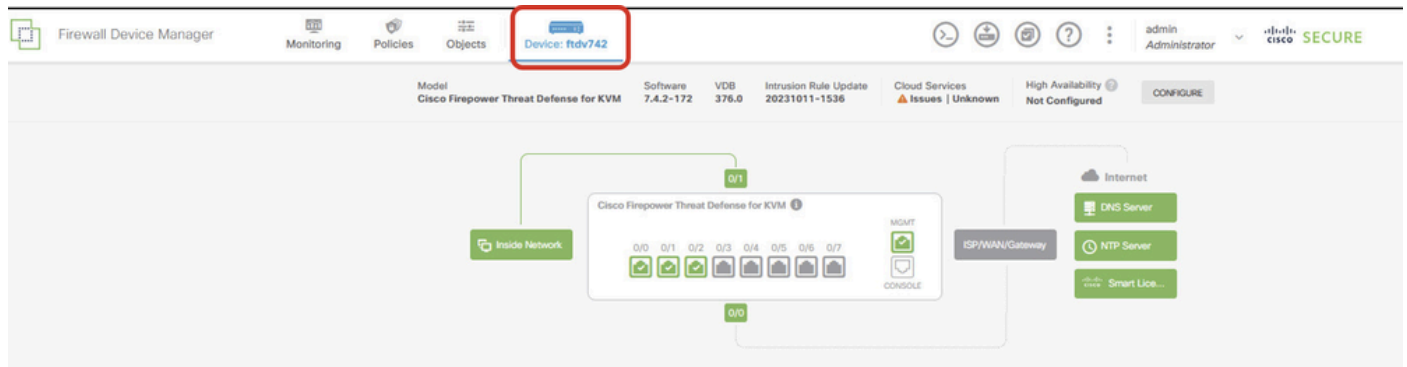 Firewall Device Manager
Monitoring
Policies
Objects
Device: ftdv742
admin
Administrator
cisco SECURE
Model
Cisco Firepower Threat Defense for KVM
Software
7.4.2-172
VDB
376.0
Intrusion Rule Update
20231011-1536
Cloud Services
Issues | Unknown
High Availability
Not Configured
CONFIGURE
0/1
Internet
Cisco Firepower Threat Defense for KVM
DNS Server
MGMT
Inside Network
0/0 0/1 0/2 0/3 0/4 0/5 0/6 0/7
ISP/WAN/Gateway
NTP Server
CONSOLE
Smart Lice...
0/0